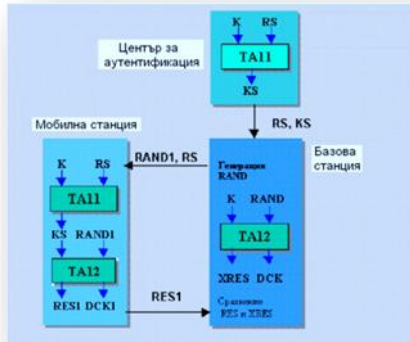 K RS
Център за
аутентификация
TA11
KS
RS, KS
Мобилна станция
RAND1, RS
Базова
станция
K RS
TA11
KS RAND1
TA12
RES1 DCK1
RES1
Генерация
RAND
K RAND
TA12
XRES DCK
Сравнение
RES и XRES